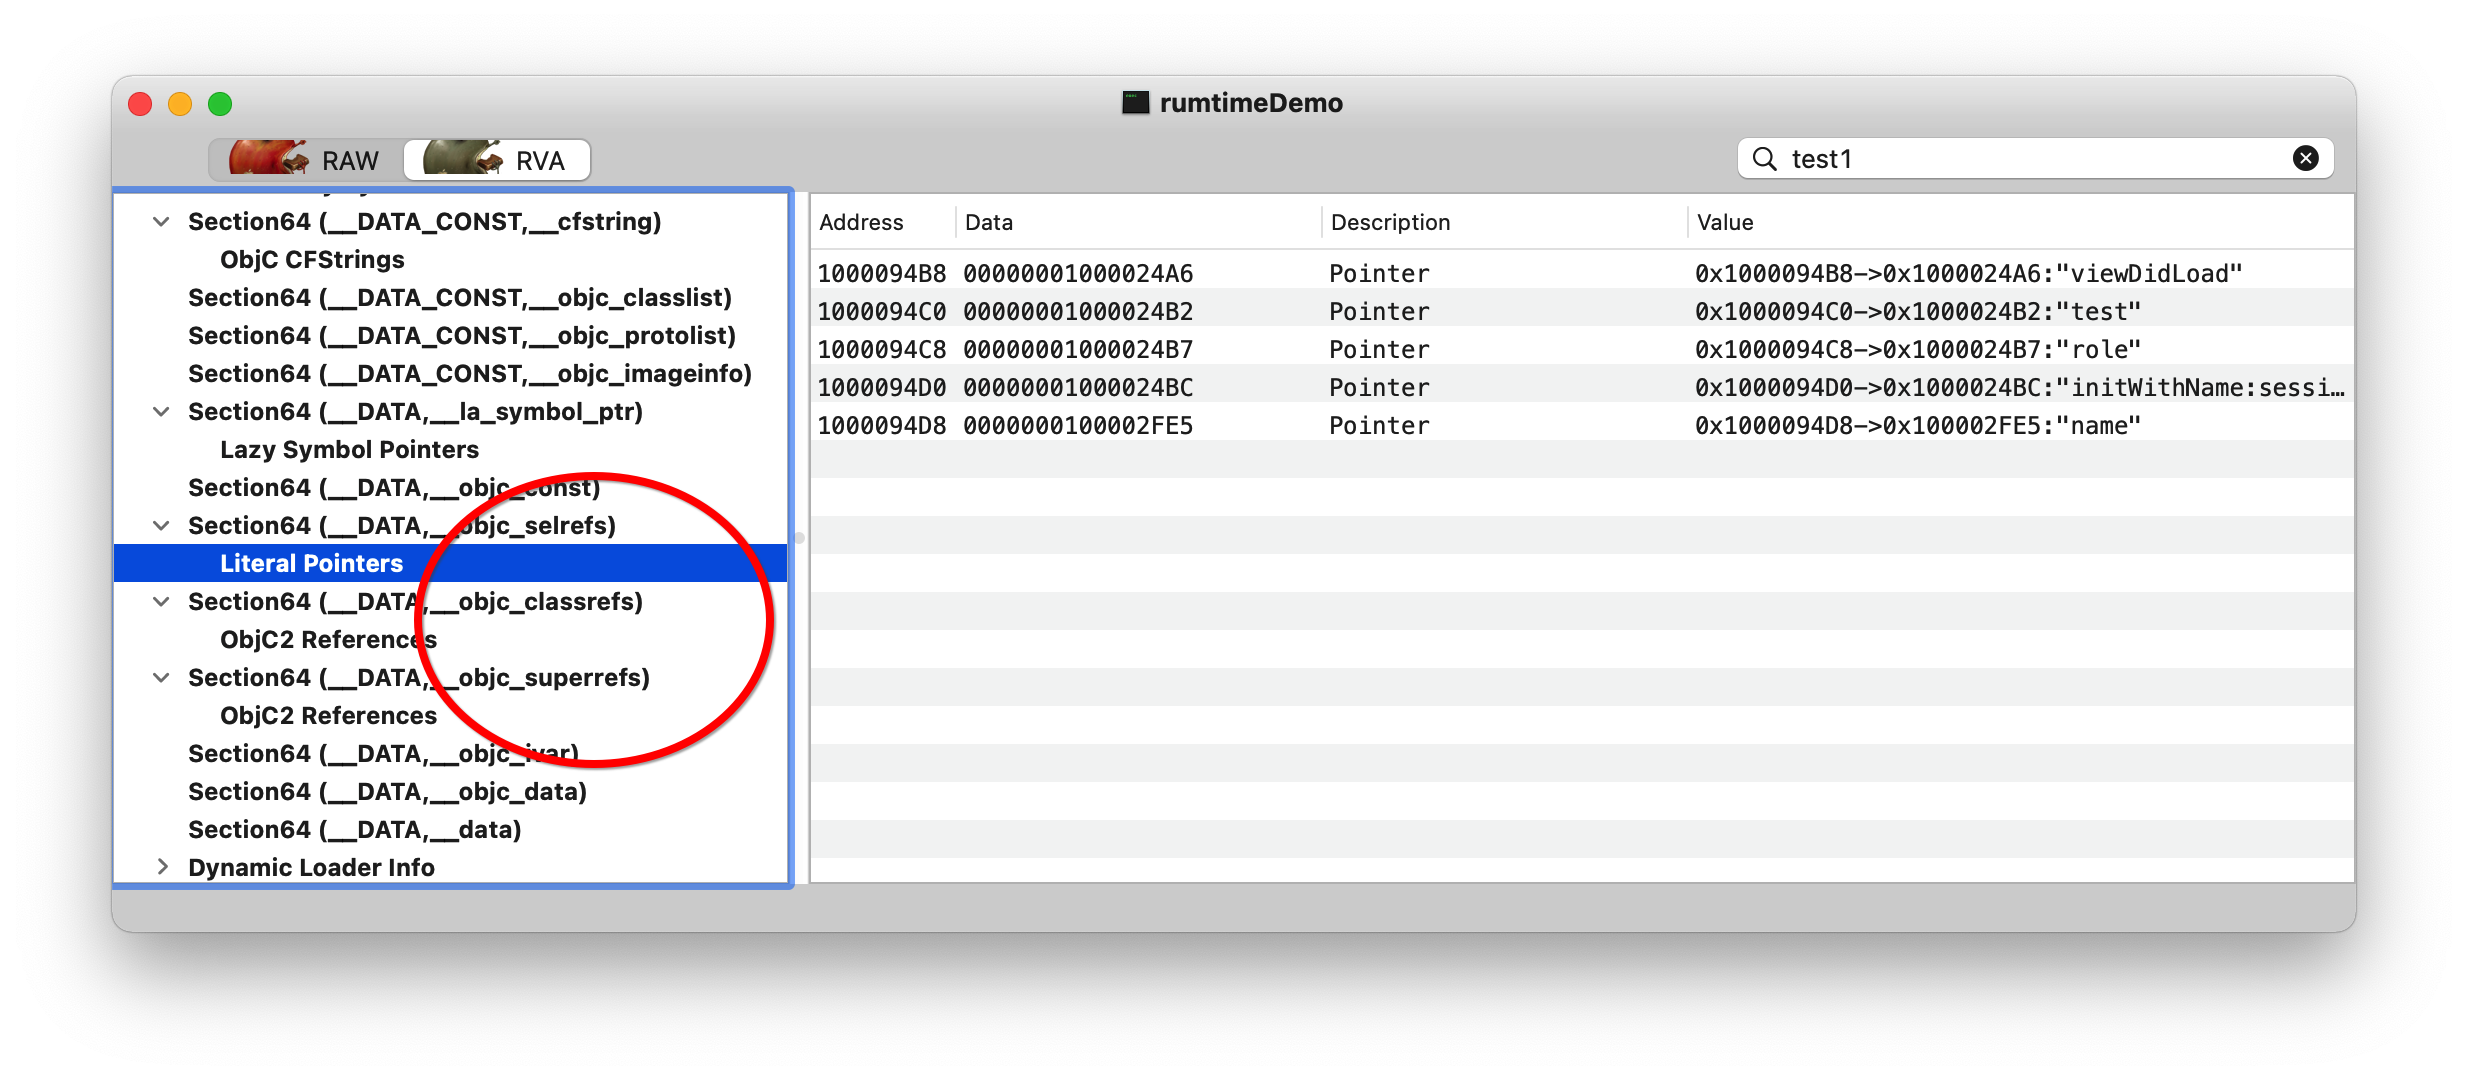 rumtimeDemo
RAW
RVA
test1
Section64 (__DATA_CONST,__cfstring)
ObjC CFStrings
Section64 (__DATA_CONST,__objc_classlist)
Section64 (__DATA_CONST,__objc_protolist)
Section64 (__DATA_CONST,__objc_imageinfo)
Section64 (__DATA,__la_symbol_ptr)
Lazy Symbol Pointers
Section64 (__DATA,__objc_const)
Section64 (__DATA,__objc_selrefs)
Literal Pointers
Section64 (__DATA,__objc_classrefs)
ObjC2 References
Section64 (__DATA,__objc_superrefs)
ObjC2 References
Section64 (__DATA,__objc_ivar)
Section64 (__DATA,__objc_data)
Section64 (__DATA,__data)
Dynamic Loader Info
Address Data Description Value
1000094B8 00000001000024A6 Pointer 0x1000094B8->0x1000024A6:"viewDidLoad"
1000094C0 00000001000024B2 Pointer 0x1000094C0->0x1000024B2:"test"
1000094C8 00000001000024B7 Pointer 0x1000094C8->0x1000024B7:"role"
1000094D0 00000001000024BC Pointer 0x1000094D0->0x1000024BC:"initWithName:sessi…
1000094D8 0000000100002FE5 Pointer 0x1000094D8->0x100002FE5:"name"